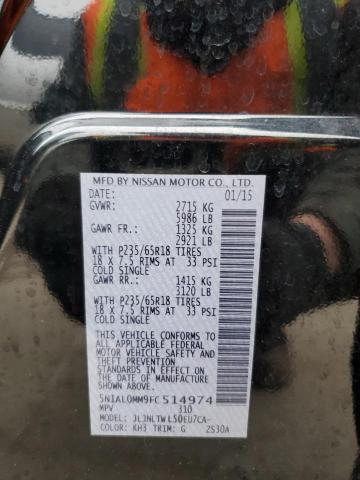 MFD BY NISSAN MOTOR CO., LTD.
DATE: 01/15
GVWR: 2715 KG
5986 LB
GAWR FR.: 1325 KG
2921 LB
WITH P235/65R18 TIRES
18 X 7.5 RIMS AT 33 PSI
COLD SINGLE
GAWR RR.: 1415 KG
3120 LB
WITH P235/65R18 TIRES
18 X 7.5 RIMS AT 33 PSI
COLD SINGLE
THIS VEHICLE CONFORMS TO
ALL APPLICABLE FEDERAL
MOTOR VEHICLE SAFETY
STANDARDS IN EFFECT ON
THE DATE OF MANUFACTURE
SHOWN ABOVE.
5N1AL0MM9FC514974
MPV 310
MODEL:
COLOR: KH3 TRIM: G ZS30A